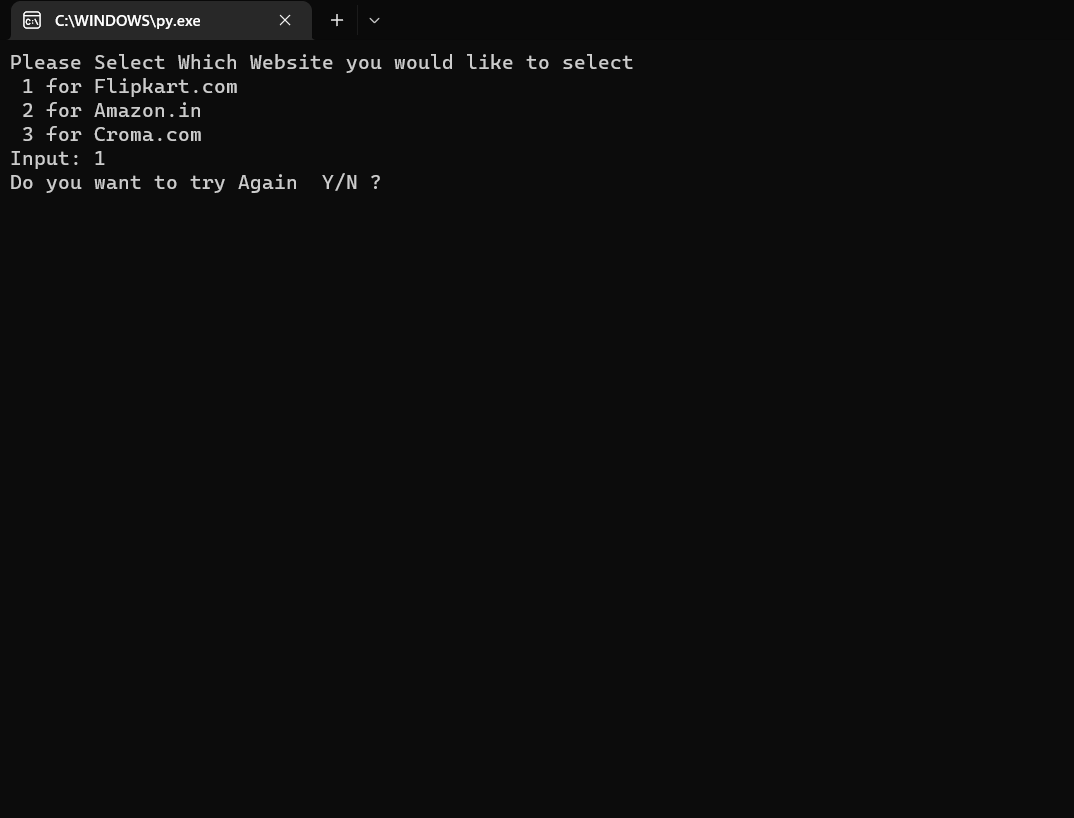 C:\WINDOWS\py.exe
Please Select Which Website you would like to select
 1 for Flipkart.com
 2 for Amazon.in
 3 for Croma.com
Input: 1
Do you want to try Again  Y/N ?